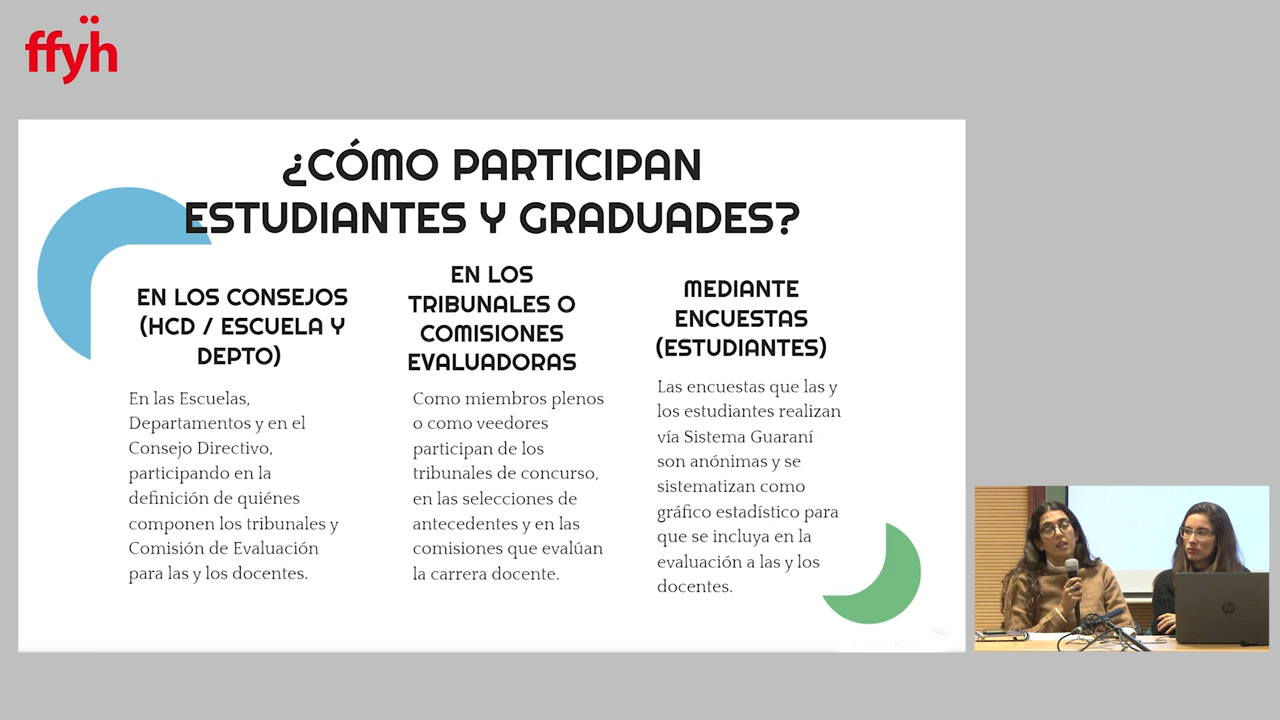 ffÿh
¿CÓMO PARTICIPAN
ESTUDIANTES Y GRADUADES?
EN LOS CONSEJOS
(HCD / ESCUELA Y
DEPTO)
En las Escuelas,
Departamentos y en el
Consejo Directivo,
participando en la
definición de quiénes
componen los tribunales y
Comisión de Evaluación
para las y los docentes.
EN LOS
TRIBUNALES O
COMISIONES
EVALUADORAS
Como miembros plenos
o como veedores
participan de los
tribunales de concurso,
en las selecciones de
antecedentes y en las
comisiones que evalúan
la carrera docente.
MEDIANTE
ENCUESTAS
(ESTUDIANTES)
Las encuestas que las y
los estudiantes realizan
vía Sistema Guaraní
son anónimas y se
sistematizan como
gráfico estadístico para
que se incluya en la
evaluación a las y los
docentes.
hp